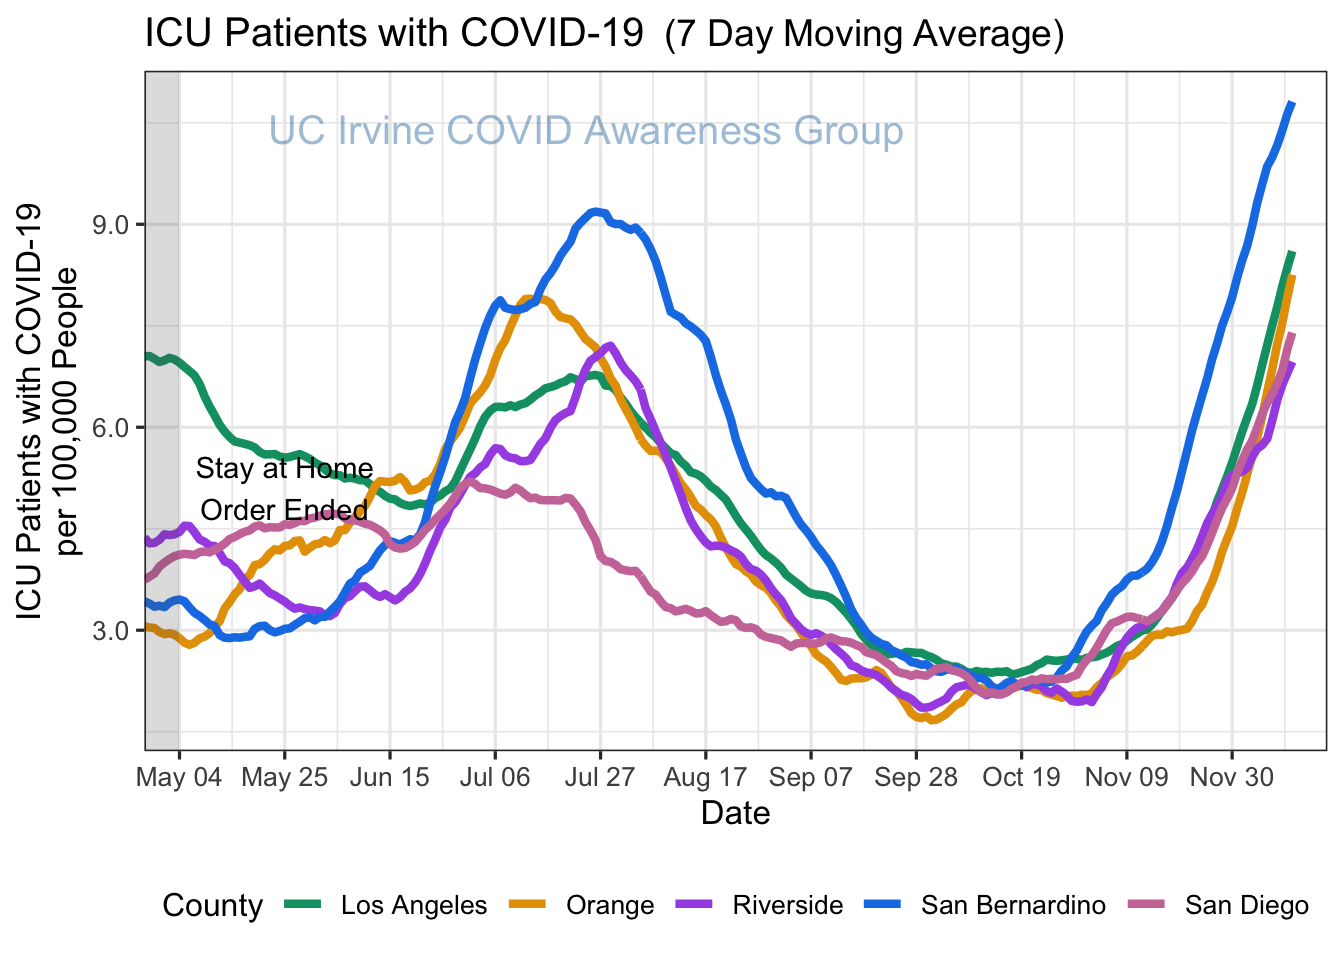 ICU Patients with COVID-19 (7 Day Moving Average)
UC Irvine COVID Awareness Group
ICU Patients with COVID-19
per 100,000 People
9.0
6.0
3.0
Stay at Home
Order Ended
May 04 May 25 Jun 15 Jul 06 Jul 27 Aug 17 Sep 07 Sep 28 Oct 19 Nov 09 Nov 30
Date
County Los Angeles Orange Riverside San Bernardino San Diego